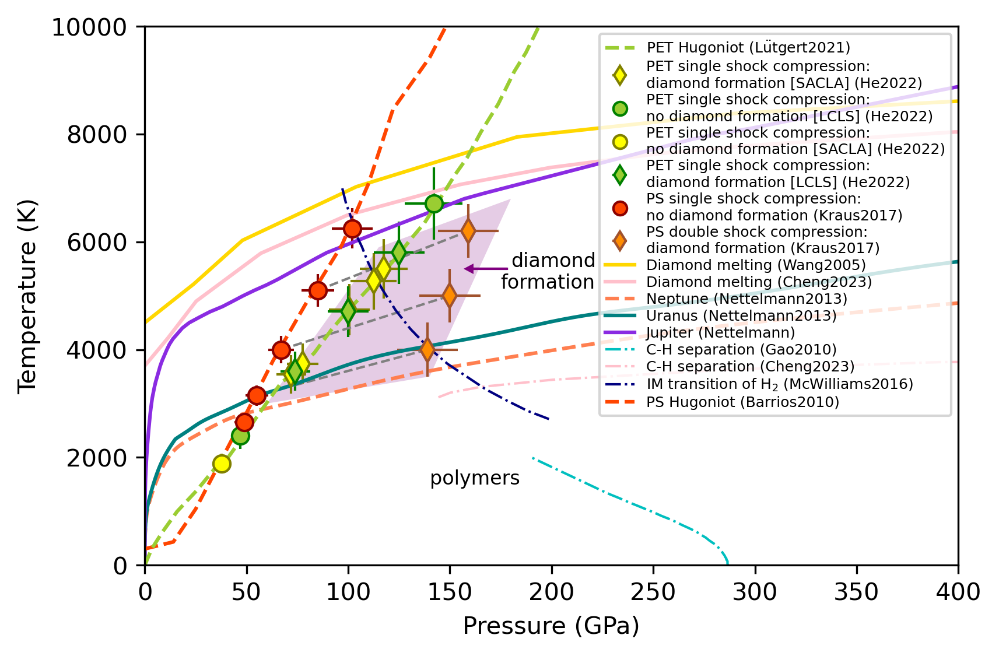 10000
8000
6000
4000
2000
0
Temperature (K)
0 50 100 150 200 250 300 350 400
Pressure (GPa)
diamond
formation
polymers
PET Hugoniot (Lütgert2021)
PET single shock compression:
diamond formation [SACLA] (He2022)
PET single shock compression:
no diamond formation [LCLS] (He2022)
PET single shock compression:
no diamond formation [SACLA] (He2022)
PET single shock compression:
diamond formation [LCLS] (He2022)
PS single shock compression:
no diamond formation (Kraus2017)
PS double shock compression:
diamond formation (Kraus2017)
Diamond melting (Wang2005)
Diamond melting (Cheng2023)
Neptune (Nettelmann2013)
Uranus (Nettelmann2013)
Jupiter (Nettelmann)
C-H separation (Gao2010)
C-H separation (Cheng2023)
IM transition of H₂ (McWilliams2016)
PS Hugoniot (Barrios2010)